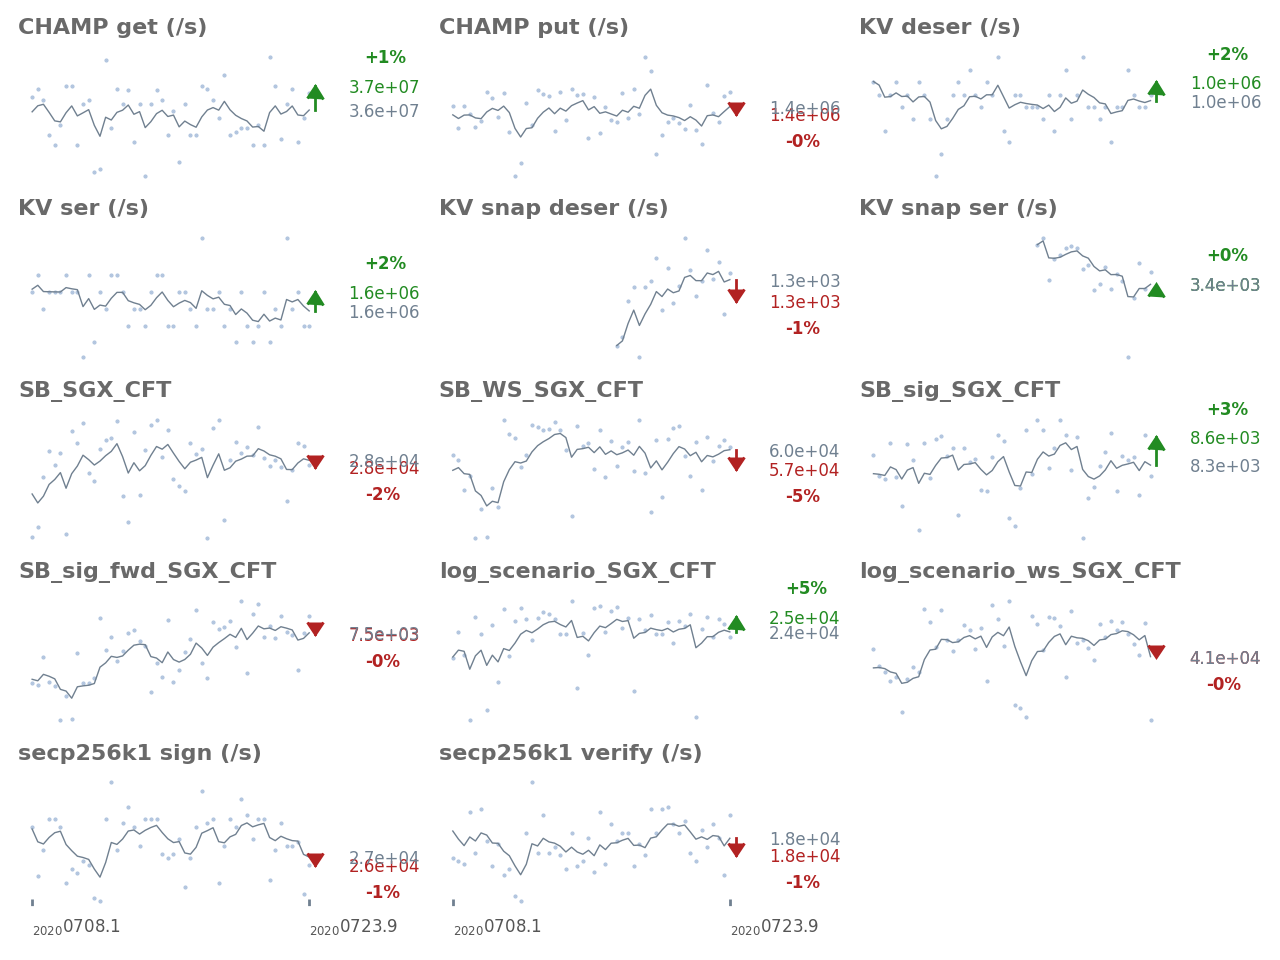 CHAMP get (/s)
+1%
3.7e+07
3.6e+07
CHAMP put (/s)
1.4e+06
1.4e+06
-0%
KV deser (/s)
+2%
1.0e+06
1.0e+06
KV ser (/s)
+2%
1.6e+06
1.6e+06
KV snap deser (/s)
1.3e+03
1.3e+03
-1%
KV snap ser (/s)
+0%
3.4e+03
SB_SGX_CFT
2.8e+04
2.8e+04
-2%
SB_WS_SGX_CFT
6.0e+04
5.7e+04
-5%
SB_sig_SGX_CFT
+3%
8.6e+03
8.3e+03
SB_sig_fwd_SGX_CFT
7.5e+03
-0%
log_scenario_SGX_CFT
+5%
2.5e+04
2.4e+04
log_scenario_ws_SGX_CFT
4.1e+04
-0%
secp256k1 sign (/s)
2.7e+04
2.6e+04
-1%
2020 0708.1
2020 0723.9
secp256k1 verify (/s)
1.8e+04
1.8e+04
-1%
2020 0708.1
2020 0723.9